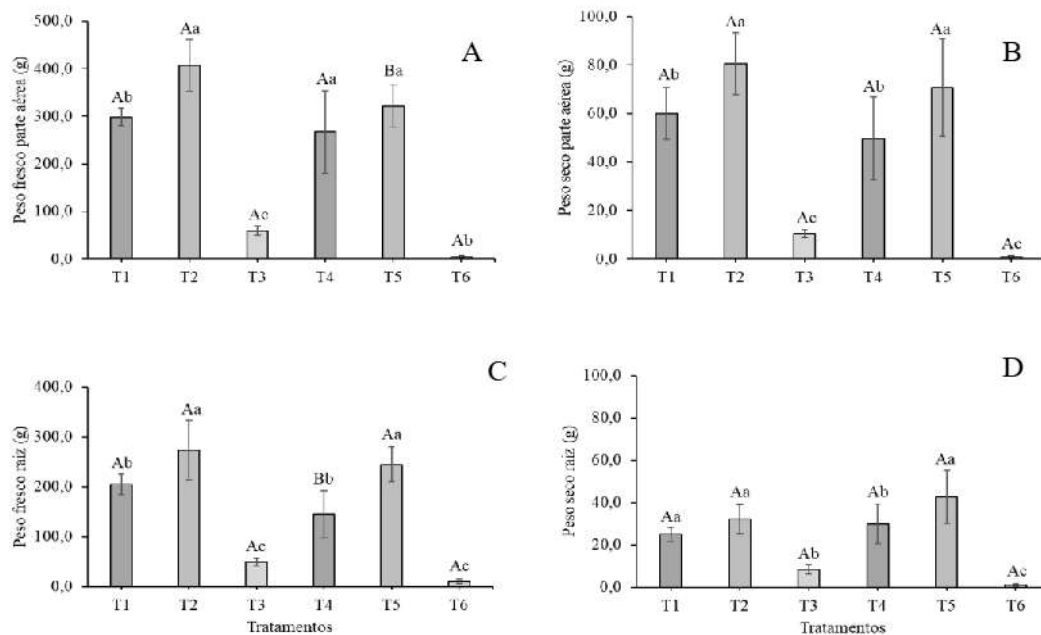 A
Peso fresco parte aérea (g)
500,0
400,0
300,0
200,0
100,0
0,0
Ab
Aa
Ac
Aa
Ba
Ab
T1 T2 T3 T4 T5 T6
B
Peso seco parte aérea (g)
100,0
80,0
60,0
40,0
20,0
0,0
Ab
Aa
Ac
Ab
Aa
Ac
T1 T2 T3 T4 T5 T6
C
Peso fresco raiz (g)
400,0
300,0
200,0
100,0
0,0
Ab
Aa
Ac
Bb
Aa
Ac
T1 T2 T3 T4 T5 T6
Tratamentos
D
Peso seco raiz (g)
100,0
80,0
60,0
40,0
20,0
0,0
Aa
Aa
Ab
Ab
Aa
Ac
T1 T2 T3 T4 T5 T6
Tratamentos